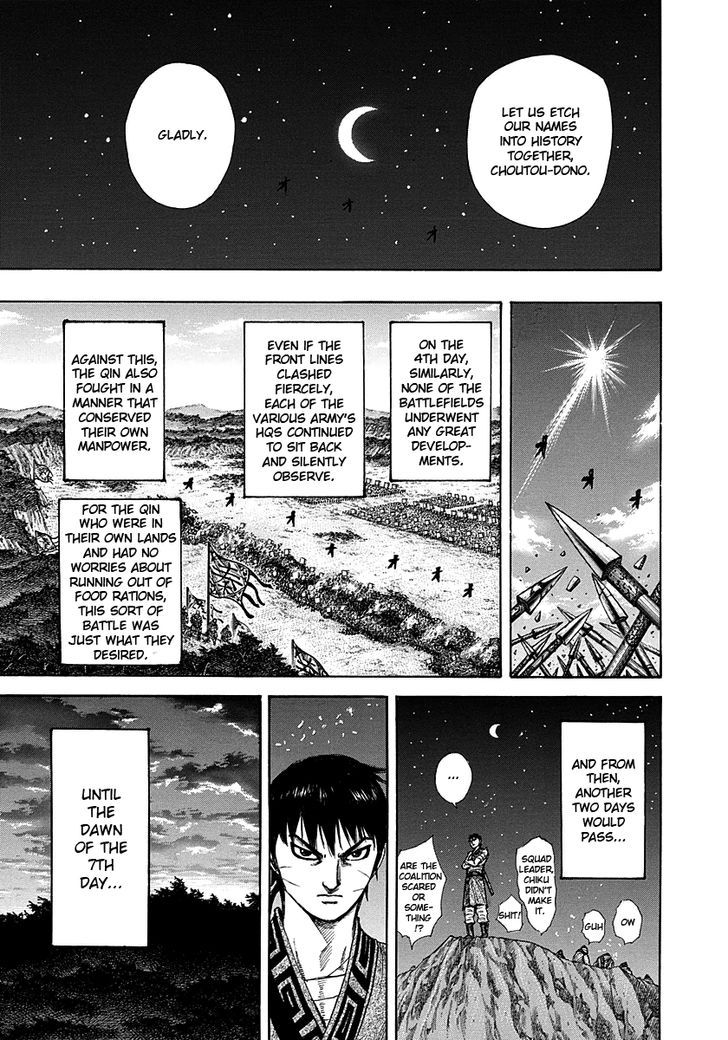 LET US ETCH
OUR NAMES
INTO HISTORY
TOGETHER,
CHOUTOU-DONO.
GLADLY.
ON THE
4TH DAY,
SIMILARLY,
NONE OF THE
BATTLEFIELDS
UNDERWENT
ANY GREAT
DEVELOP-
MENTS.
EVEN IF THE
FRONT LINES
CLASHED
FIERCELY,
EACH OF THE
VARIOUS ARMY'S
HQS CONTINUED
TO SIT BACK
AND SILENTLY
OBSERVE.
AGAINST THIS,
THE QIN ALSO
FOUGHT IN A
MANNER THAT
CONSERVED
THEIR OWN
MANPOWER.
FOR THE QIN
WHO WERE IN
THEIR OWN LANDS
AND HAD NO
WORRIES ABOUT
RUNNING OUT OF
FOOD RATIONS,
THIS SORT OF
BATTLE WAS
JUST WHAT THEY
DESIRED.
AND FROM
THEN,
ANOTHER
TWO DAYS
WOULD
PASS...
OW
GUH
SQUAD
LEADER,
CHIKU
DIDN'T
MAKE IT.
SHIT!
...
ARE THE
COALITION
SCARED
OR
SOME-
THING
!?
UNTIL
THE
DAWN
OF THE
7TH
DAY...